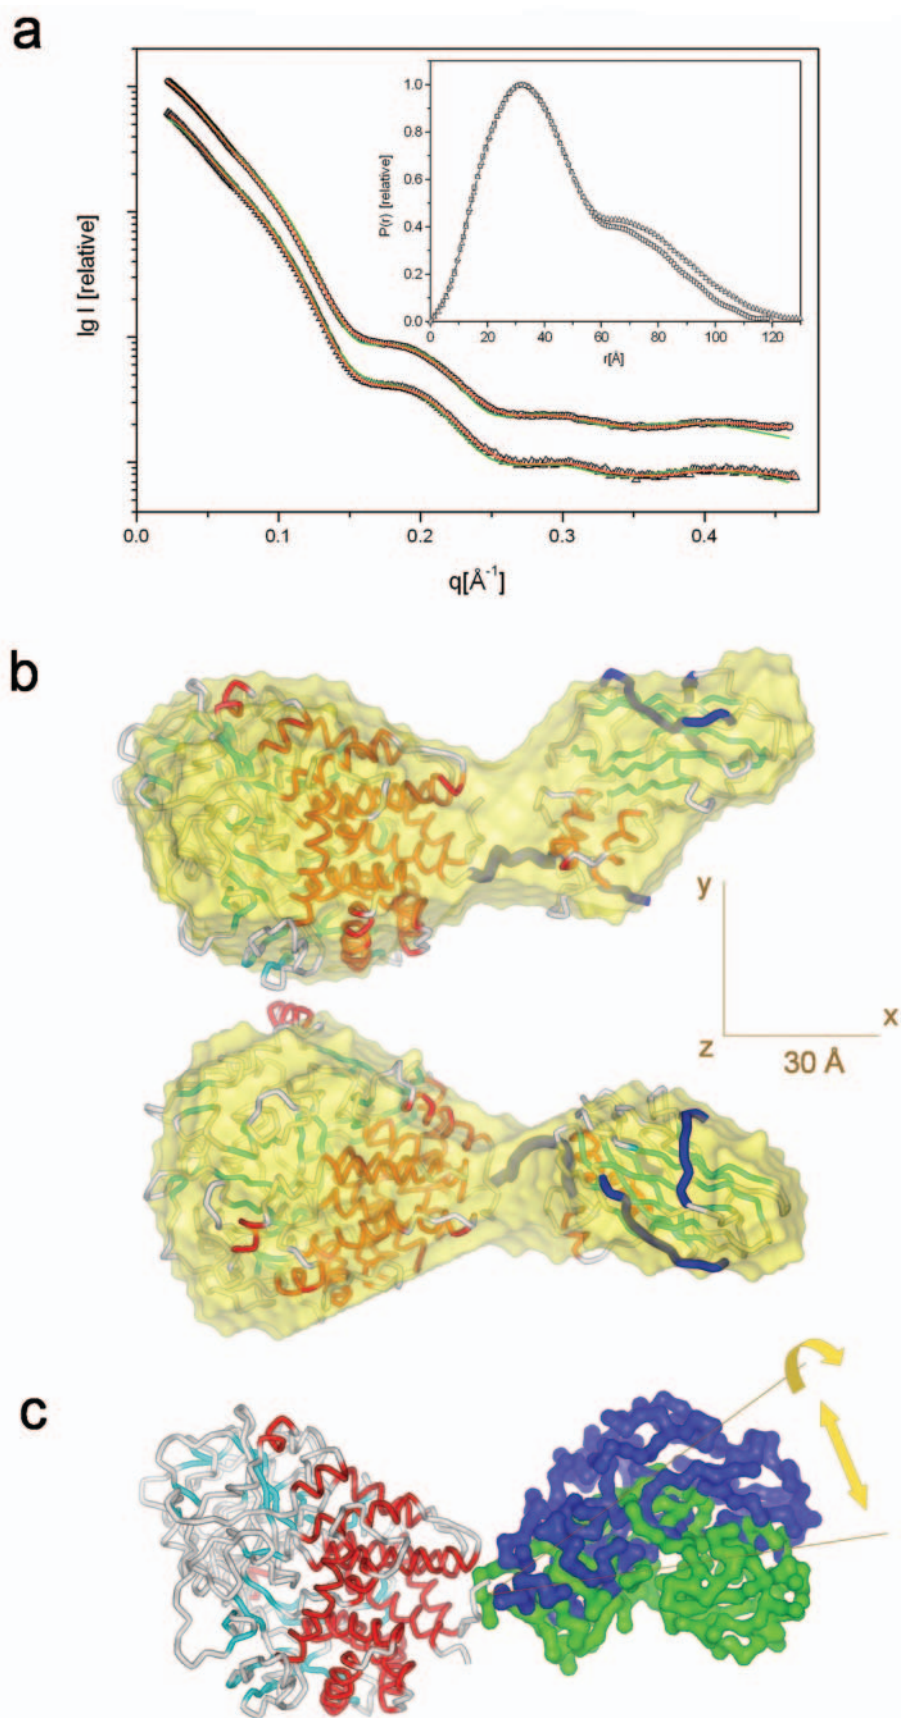 a
lg I [relative]
0.0 0.1 0.2 0.3 0.4
q[Å⁻¹]
P(r) [relative]
1.0
0.8
0.6
0.4
0.2
0.0
0 20 40 60 80 100 120
r[Å]
b
y
z
x
30 Å
c